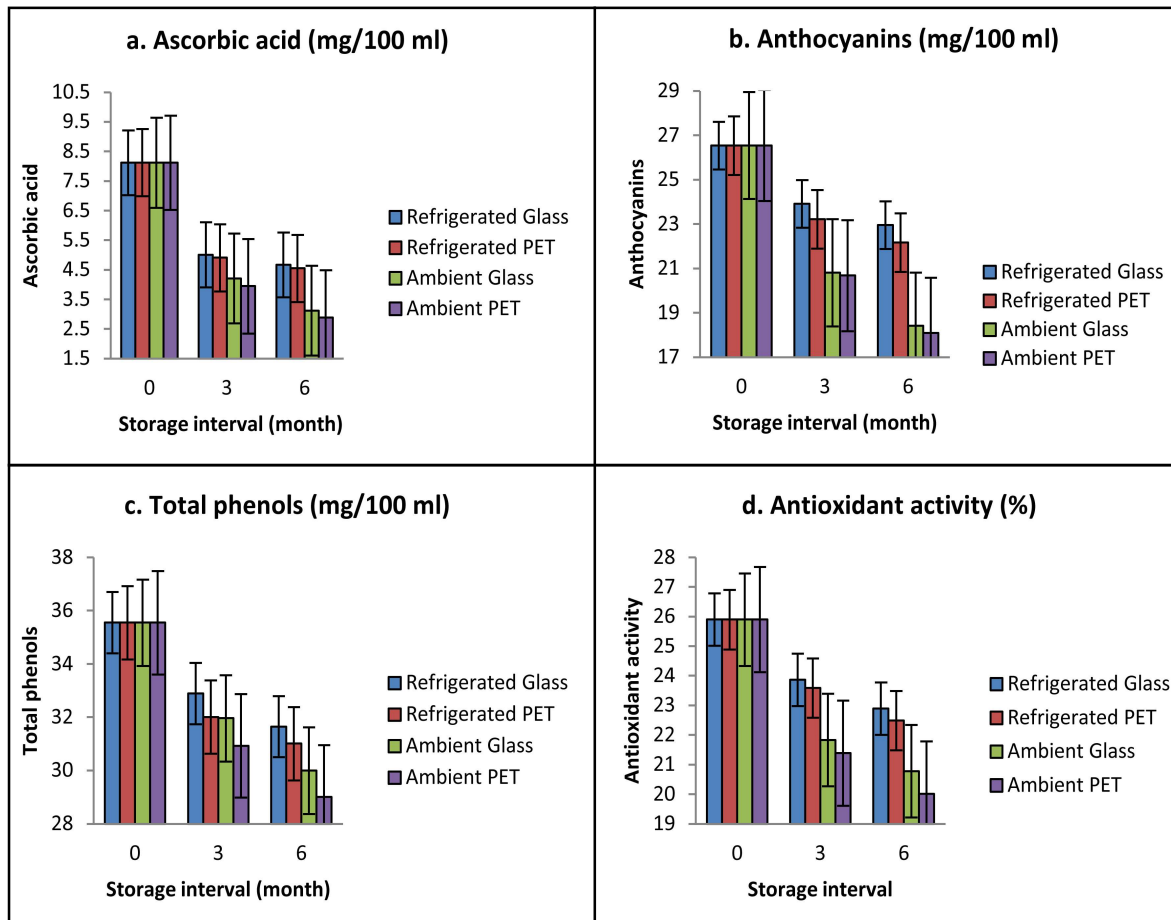 a. Ascorbic acid (mg/100 ml)
10.5
9.5
8.5
7.5
6.5
5.5
4.5
3.5
2.5
1.5
Ascorbic acid
0 3 6
Storage interval (month)
Refrigerated Glass
Refrigerated PET
Ambient Glass
Ambient PET
b. Anthocyanins (mg/100 ml)
29
27
25
23
21
19
17
Anthocyanins
0 3 6
Storage interval (month)
Refrigerated Glass
Refrigerated PET
Ambient Glass
Ambient PET
c. Total phenols (mg/100 ml)
38
36
34
32
30
28
Total phenols
0 3 6
Storage interval (month)
Refrigerated Glass
Refrigerated PET
Ambient Glass
Ambient PET
d. Antioxidant activity (%)
28
27
26
25
24
23
22
21
20
19
Antioxidant activity
0 3 6
Storage interval
Refrigerated Glass
Refrigerated PET
Ambient Glass
Ambient PET